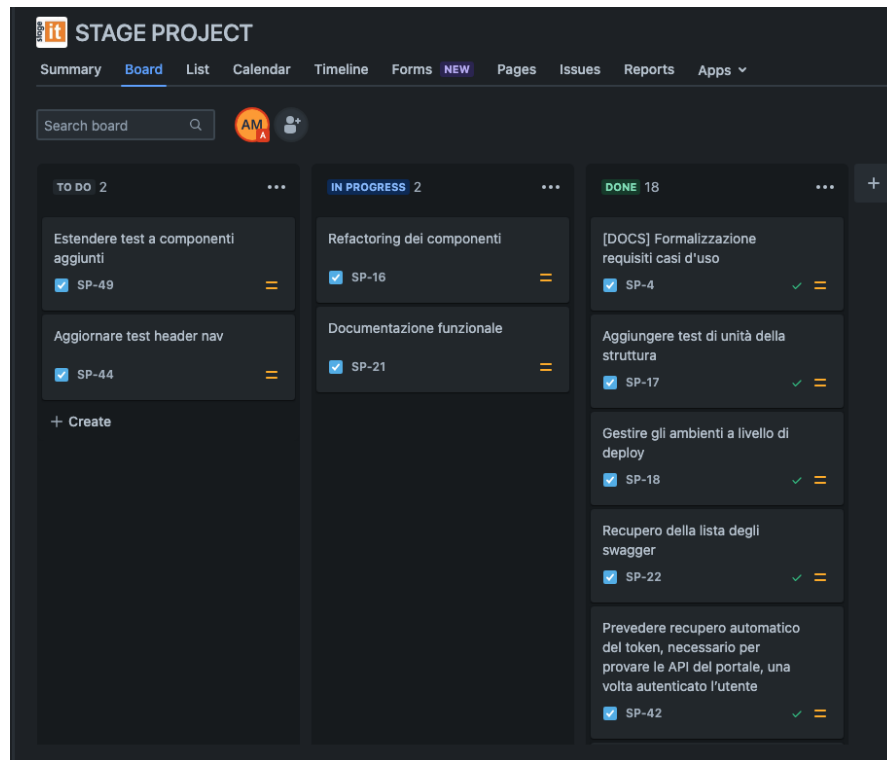 stage it STAGE PROJECT
Summary Board List Calendar Timeline Forms NEW Pages Issues Reports Apps
Search board AM
TO DO 2
Estendere test a componenti
aggiunti
SP-49
Aggiornare test header nav
SP-44
+ Create
IN PROGRESS 2
Refactoring dei componenti
SP-16
Documentazione funzionale
SP-21
DONE 18
[DOCS] Formalizzazione
requisiti casi d'uso
SP-4
Aggiungere test di unità della
struttura
SP-17
Gestire gli ambienti a livello di
deploy
SP-18
Recupero della lista degli
swagger
SP-22
Prevedere recupero automatico
del token, necessario per
provare le API del portale, una
volta autenticato l'utente
SP-42